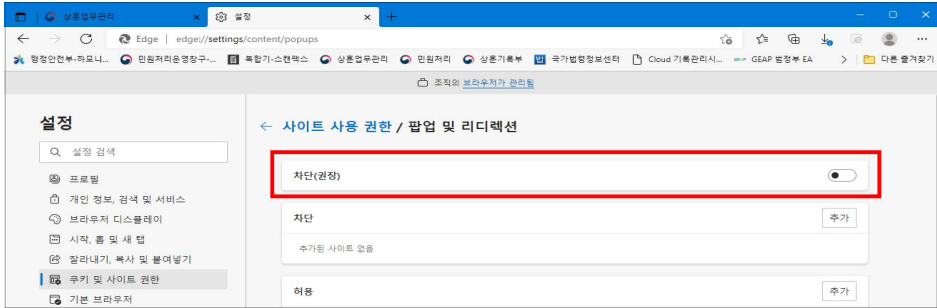 상훈업무관리
설정
Edge | edge://settings/content/popups
행정안전부-하모니... 민원처리운영창구-... 복합기-스캔팩스 상훈업무관리 민원처리 상훈기록부 국가법령정보센터 Cloud 기록관리시... GEAP 범정부 EA 다른 즐겨찾기
조직의 브라우저가 관리됨
설정
설정 검색
프로필
개인 정보, 검색 및 서비스
브라우저 디스플레이
시작, 홈 및 새 탭
잘라내기, 복사 및 붙여넣기
쿠키 및 사이트 권한
기본 브라우저
사이트 사용 권한 / 팝업 및 리디렉션
차단(권장)
차단 추가
추가된 사이트 없음
허용 추가